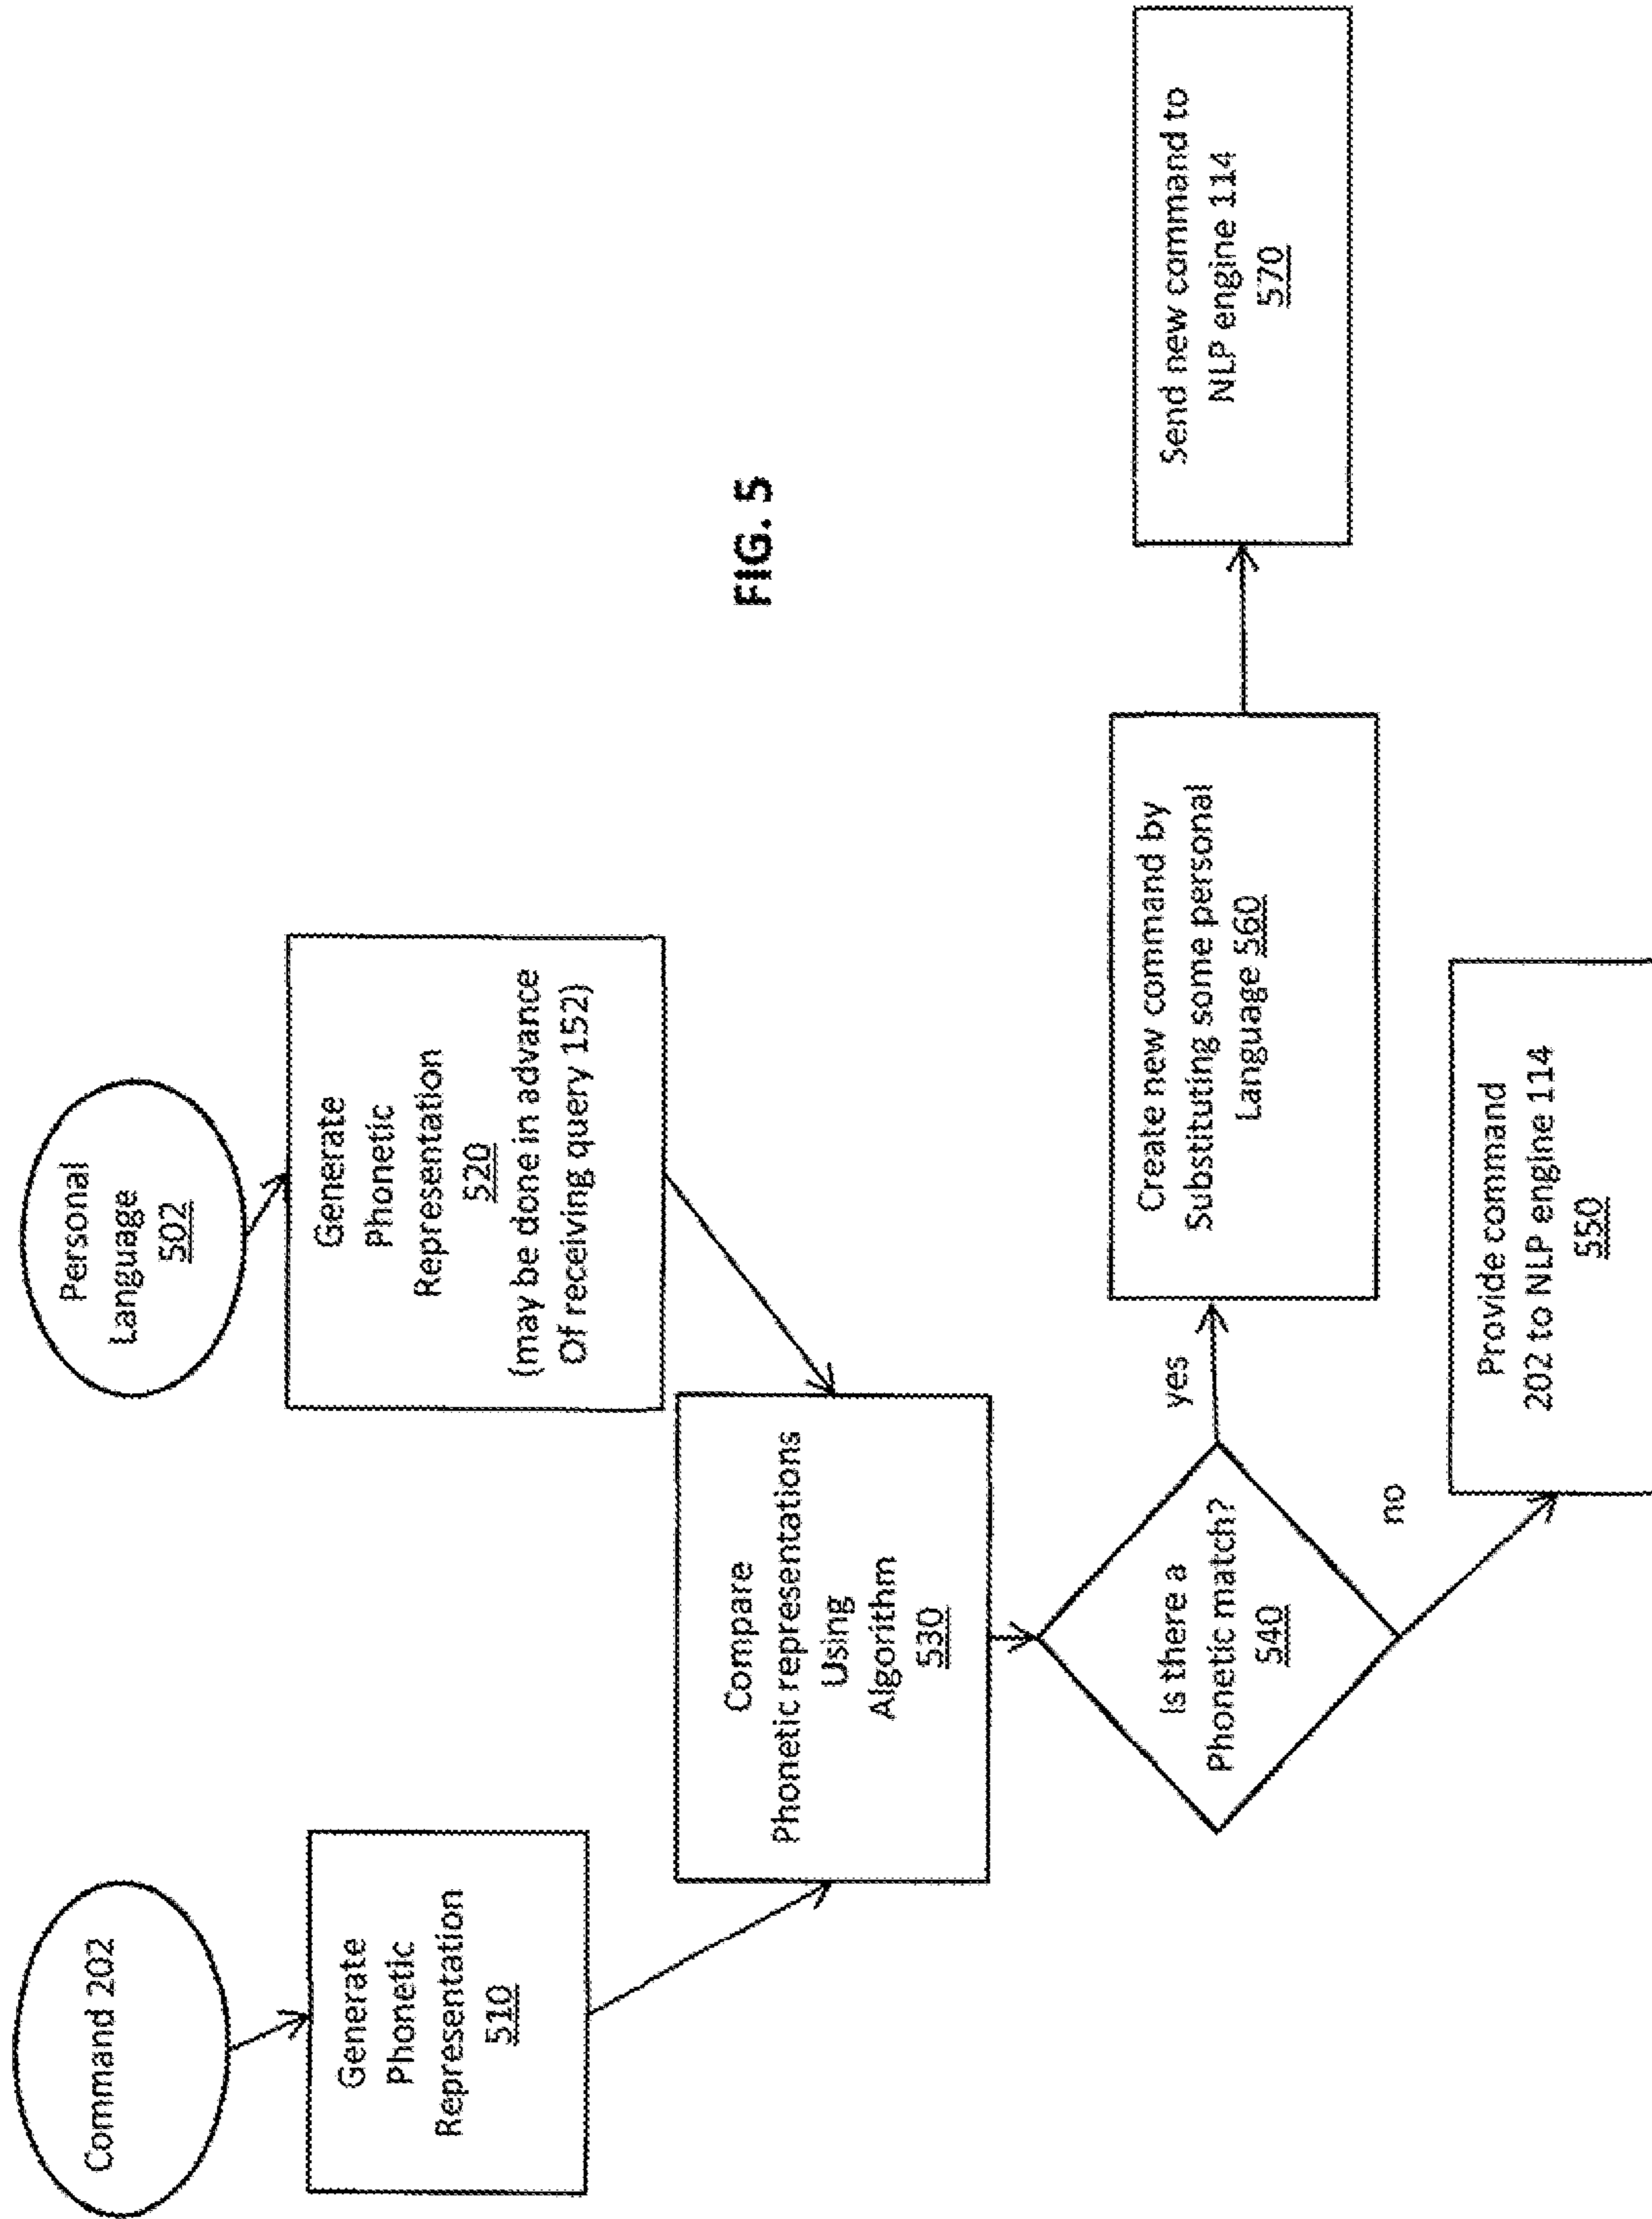 Command 202
Personal
Language
502
Generate
Phonetic
Representation
510
Generate
Phonetic
Representation
520
(may be done in advance
Of receiving query 152)
Compare
Phonetic representations
Using
Algorithm
530
Is there a
Phonetic match?
540
yes
no
Create new command by
Substituting some personal
Language 560
Send new command to
NLP engine 114
570
Provide command
202 to NLP engine 114
550
FIG. 5